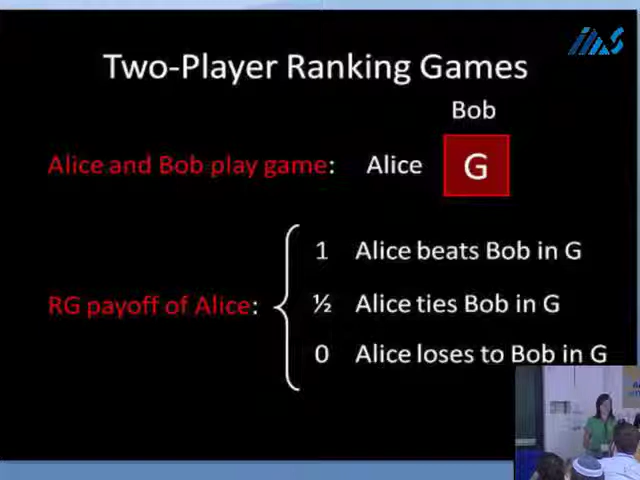 IIAS
Two-Player Ranking Games
Bob
Alice and Bob play game: Alice G
RG payoff of Alice:
1 Alice beats Bob in G
½ Alice ties Bob in G
0 Alice loses to Bob in G